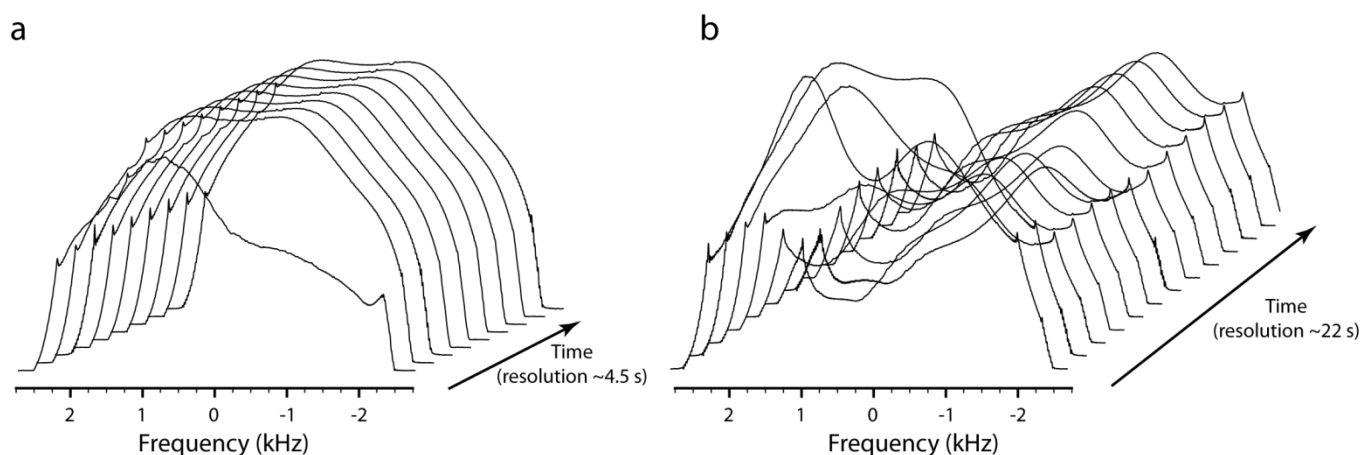 a
b
Time
(resolution ~4.5 s)
2 1 0 -1 -2
Frequency (kHz)
Time
(resolution ~22 s)
2 1 0 -1 -2
Frequency (kHz)